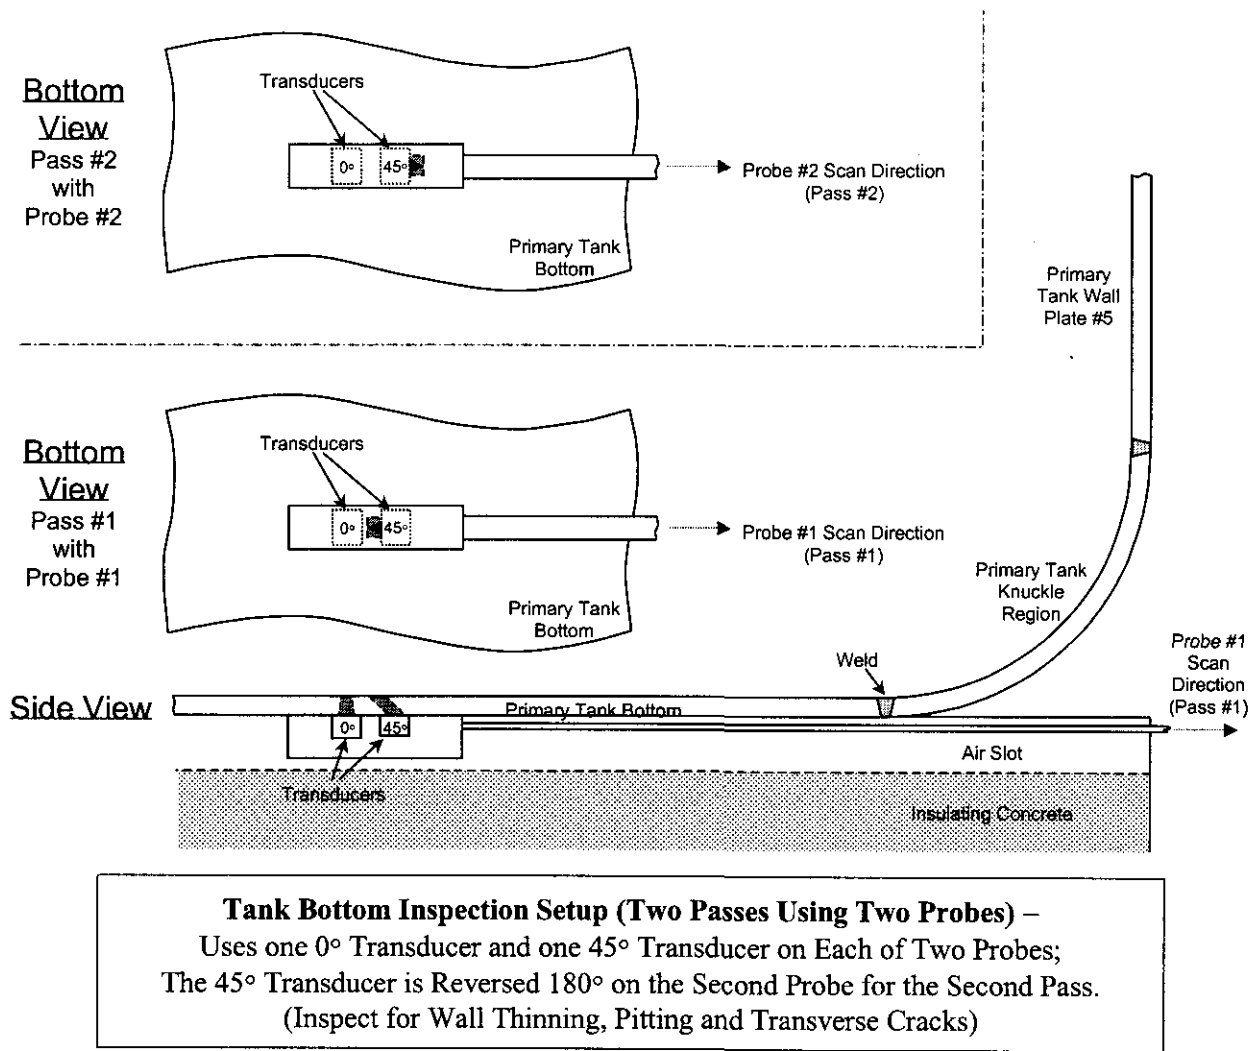 Bottom
View
Pass #2
with
Probe #2
Transducers
0°
45°
Probe #2 Scan Direction
(Pass #2)
Primary Tank
Bottom
Primary
Tank Wall
Plate #5
Bottom
View
Pass #1
with
Probe #1
Transducers
0°
45°
Probe #1 Scan Direction
(Pass #1)
Primary Tank
Bottom
Primary Tank
Knuckle
Region
Weld
Probe #1
Scan
Direction
(Pass #1)
Side View
Primary Tank Bottom
0°
45°
Air Slot
Transducers
Insulating Concrete
Tank Bottom Inspection Setup (Two Passes Using Two Probes) –
Uses one 0° Transducer and one 45° Transducer on Each of Two Probes;
The 45° Transducer is Reversed 180° on the Second Probe for the Second Pass.
(Inspect for Wall Thinning, Pitting and Transverse Cracks)